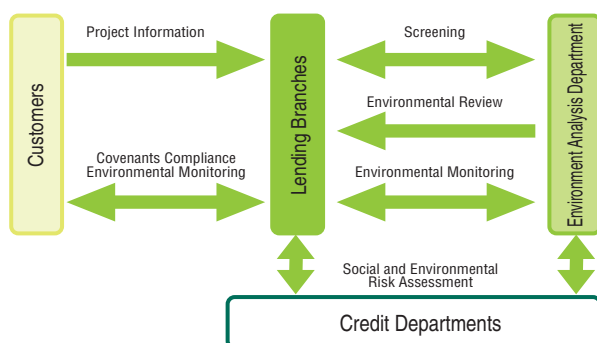 Project Information
Screening
Customers
Lending Branches
Environment Analysis Department
Environmental Review
Covenants Compliance
Environmental Monitoring
Environmental Monitoring
Social and Environmental
Risk Assessment
Credit Departments